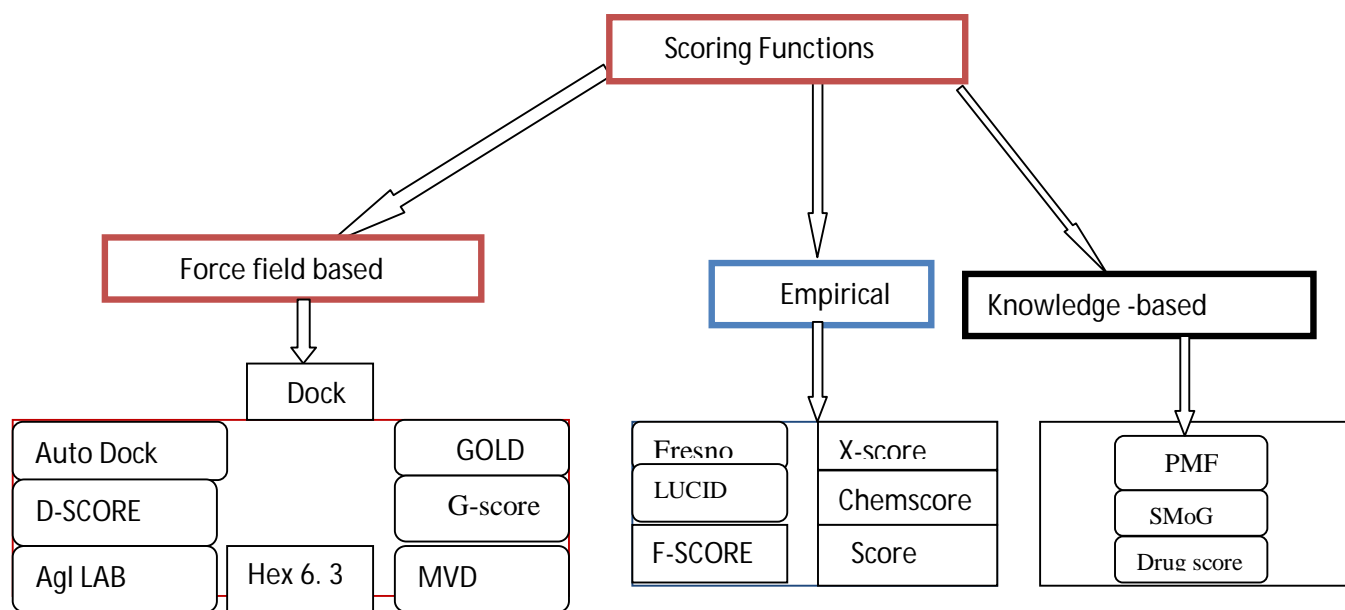 Scoring Functions
Force field based
Empirical
Knowledge -based
Dock
Auto Dock
GOLD
D-SCORE
G-score
Agl LAB
Hex 6. 3
MVD
Fresno
X-score
LUCID
Chemscore
F-SCORE
Score
PMF
SMoG
Drug score